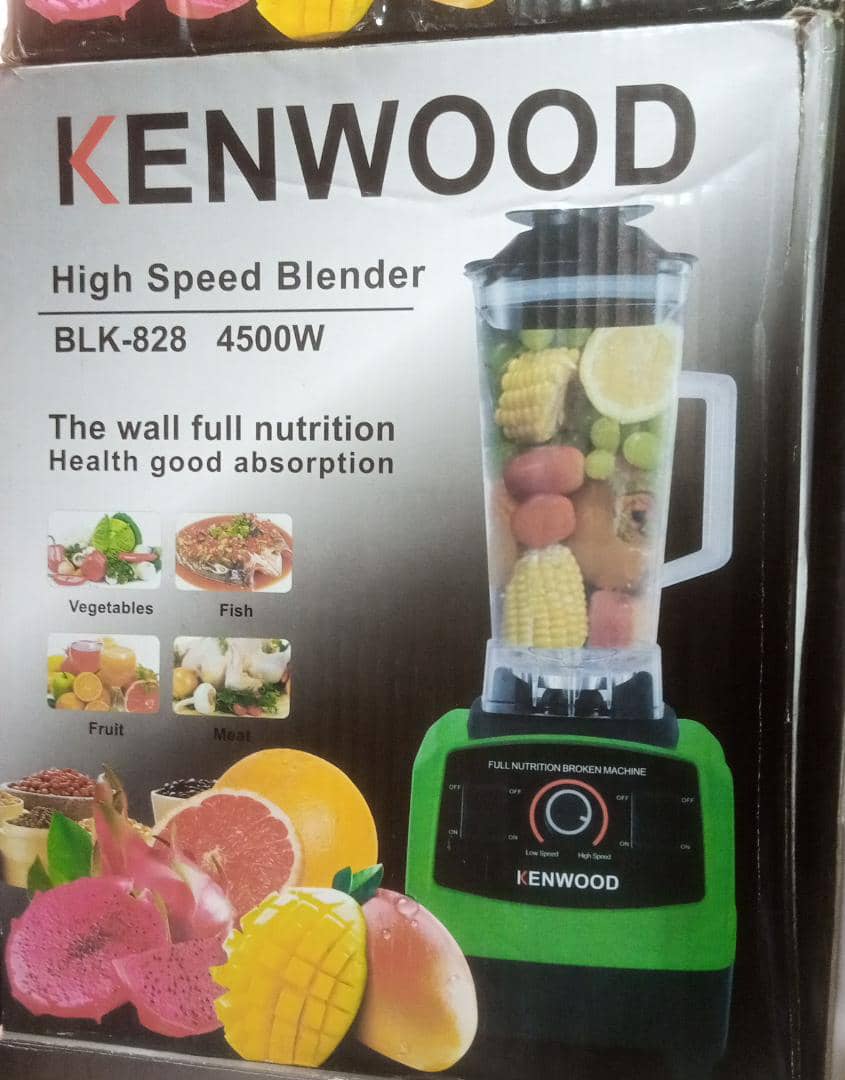 KENWOOD
High Speed Blender
BLK-828 4500W
The wall full nutrition
Health good absorption
Vegetables
Fish
Fruit
Meat
FULL NUTRITION BROKEN MACHINE
OFF
OFF
OFF
OFF
ON
ON
ON
ON
Low Speed High Speed
KENWOOD